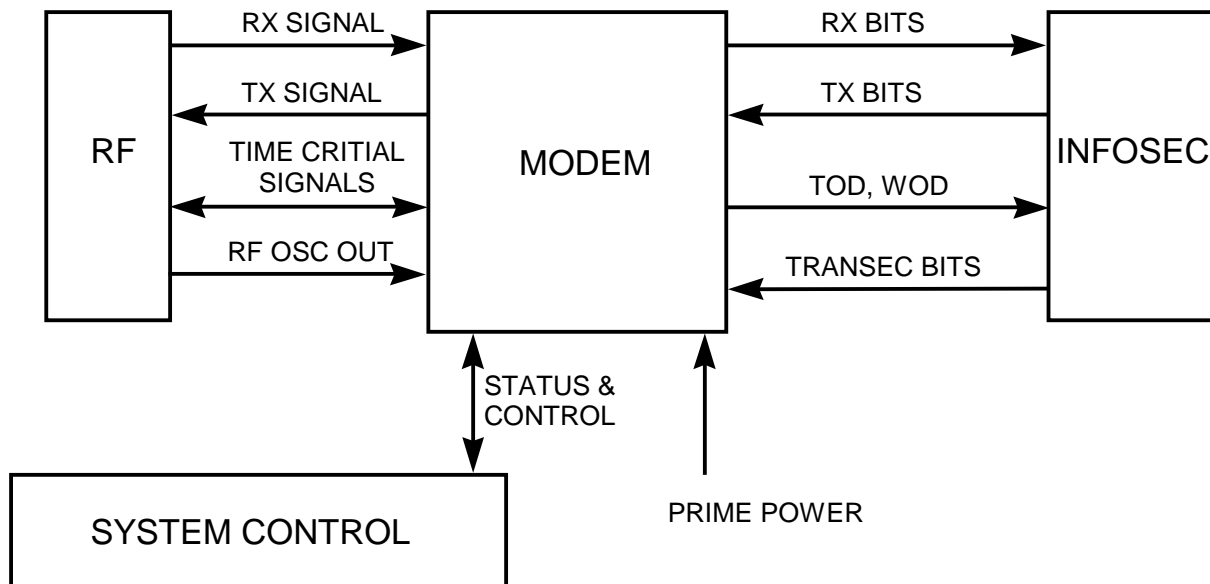 RX SIGNAL
RX BITS
TX SIGNAL
TX BITS
RF
TIME CRITIAL
SIGNALS
MODEM
INFOSEC
TOD, WOD
RF OSC OUT
TRANSEC BITS
STATUS &
CONTROL
PRIME POWER
SYSTEM CONTROL